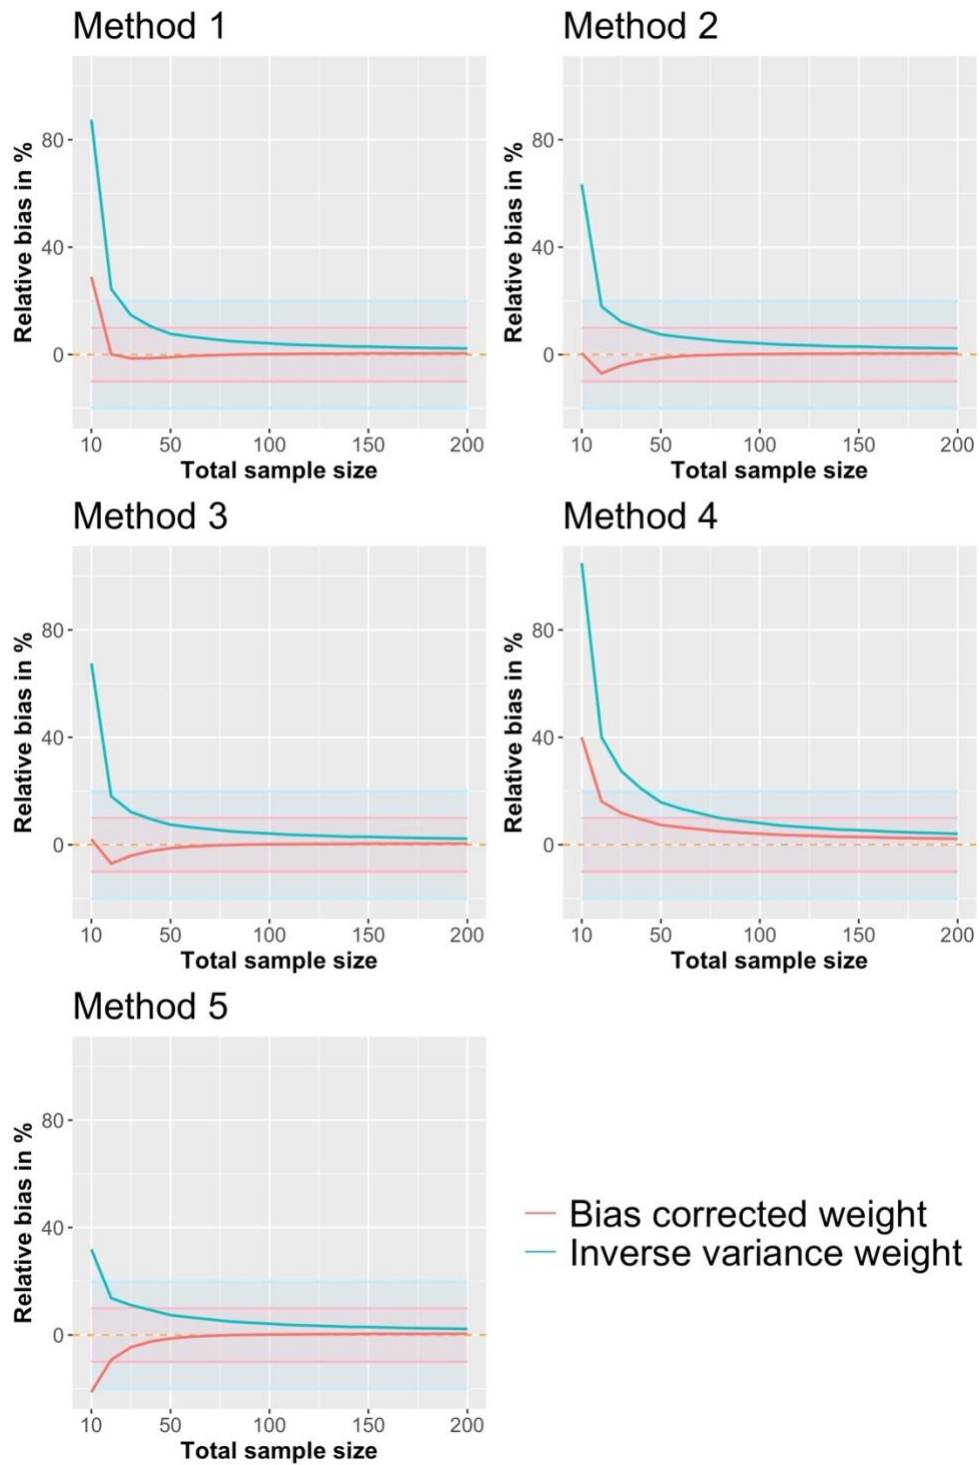 Method 1
Relative bias in %
80
40
0
10 50 100 150 200
Total sample size
Method 2
Relative bias in %
80
40
0
10 50 100 150 200
Total sample size
Method 3
Relative bias in %
80
40
0
10 50 100 150 200
Total sample size
Method 4
Relative bias in %
80
40
0
10 50 100 150 200
Total sample size
Method 5
Relative bias in %
80
40
0
10 50 100 150 200
Total sample size
Bias corrected weight
Inverse variance weight